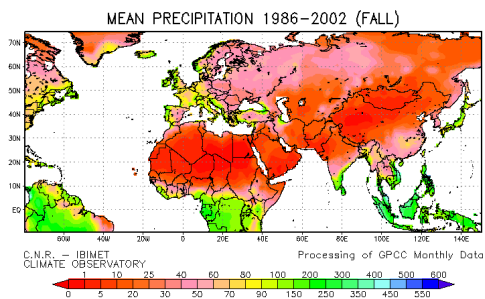 MEAN PRECIPITATION 1986-2002 (FALL)
70N
60N
50N
40N
30N
20N
10N
EQ
60W 40W 20W 0 20E 40E 60E 80E 100E 120E 140E
C.N.R. - IBIMET Processing of GPCC Monthly Data
CLIMATE OBSERVATORY
1 10 25 40 60 80 100 200 300 400 500 600
0 5 20 30 50 70 90 150 250 350 450 550